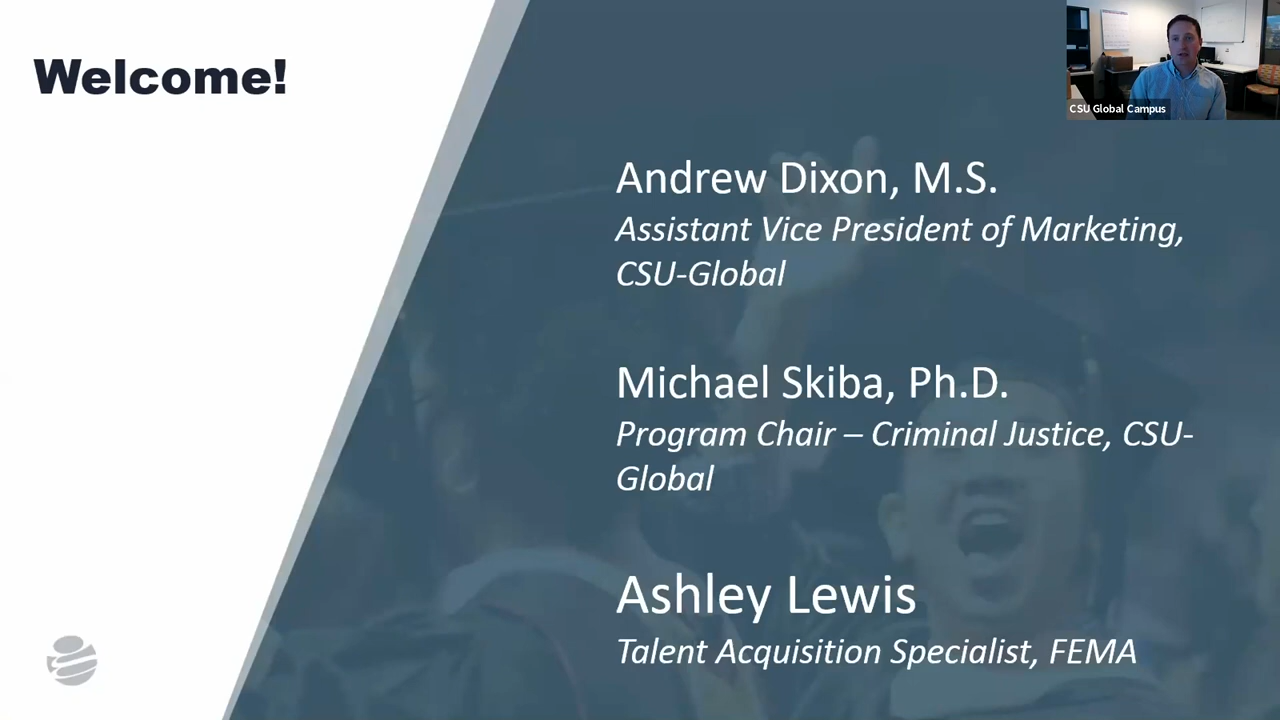 Welcome!
CSU Global Campus
Andrew Dixon, M.S.
Assistant Vice President of Marketing,
CSU-Global
Michael Skiba, Ph.D.
Program Chair – Criminal Justice, CSU-
Global
Ashley Lewis
Talent Acquisition Specialist, FEMA